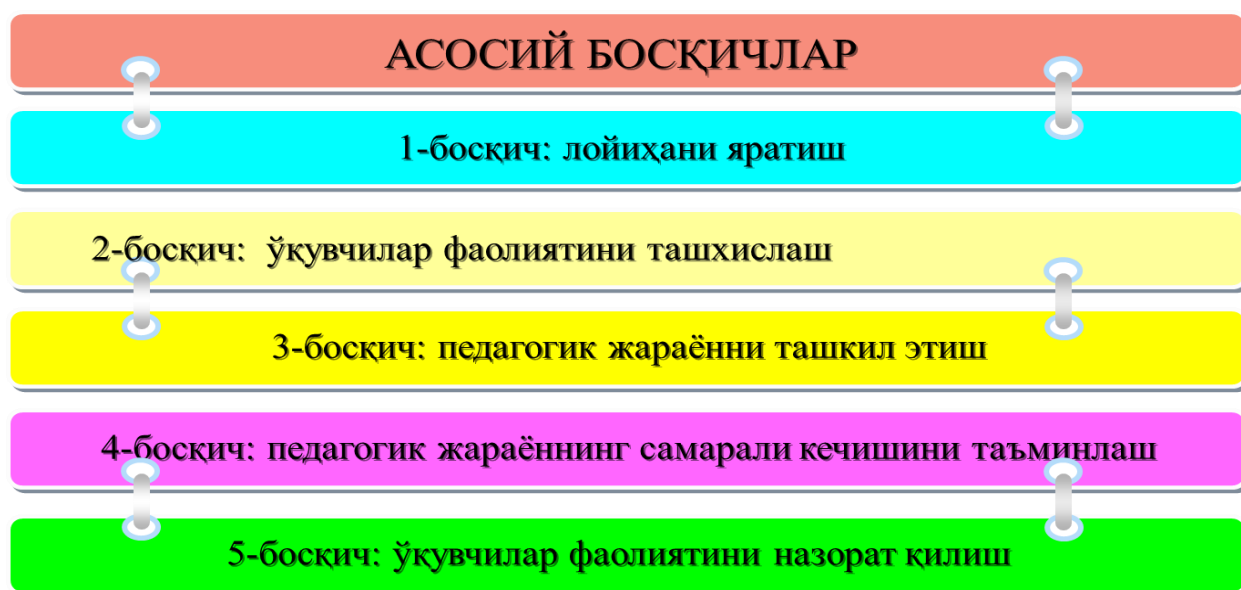 АСОСИЙ БОСҚИЧЛАР
1-босқич: лойиҳани яратиш
2-босқич: ўқувчилар фаолиятини ташхислаш
3-босқич: педагогик жараённи ташкил этиш
4-босқич: педагогик жараённинг самарали кечишини таъминлаш
5-босқич: ўқувчилар фаолиятини назорат қилиш